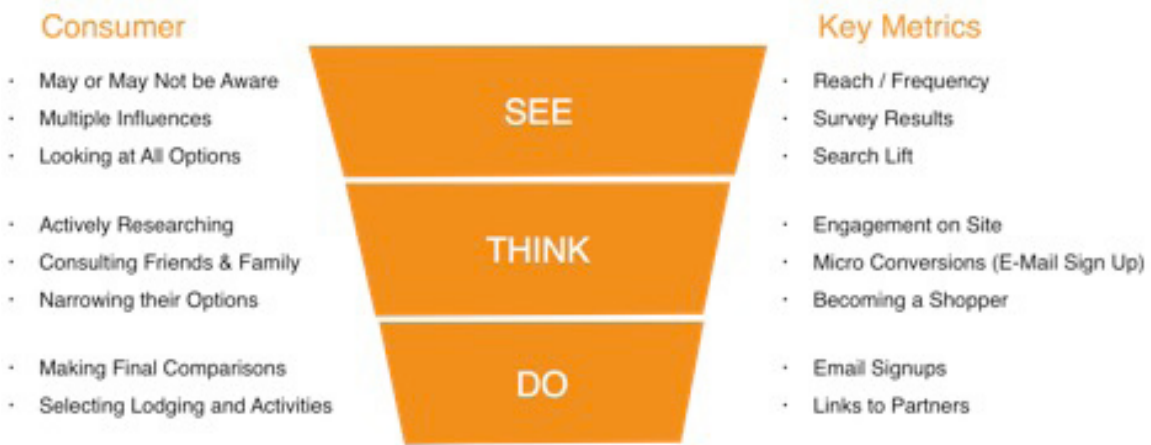 Consumer
· May or May Not be Aware
· Multiple Influences
· Looking at All Options
· Actively Researching
· Consulting Friends & Family
· Narrowing their Options
· Making Final Comparisons
· Selecting Lodging and Activities
SEE
THINK
DO
Key Metrics
· Reach / Frequency
· Survey Results
· Search Lift
· Engagement on Site
· Micro Conversions (E-Mail Sign Up)
· Becoming a Shopper
· Email Signups
· Links to Partners